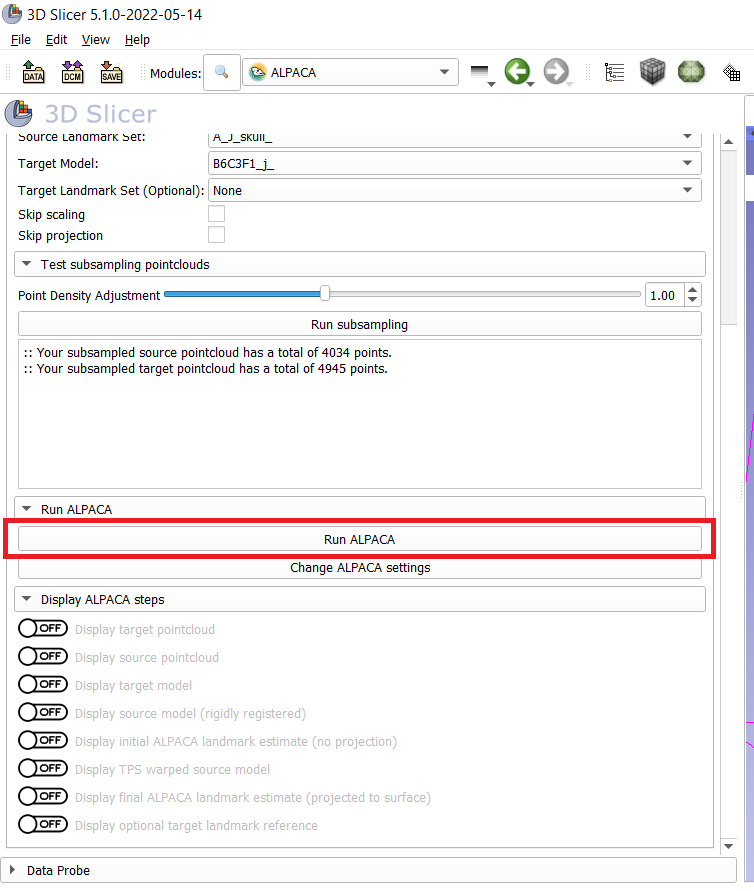 3D Slicer 5.1.0-2022-05-14
File Edit View Help
DATA DCM SAVE Modules: ALPACA
3D Slicer
Source Landmark Set: A_J_skull_
Target Model: B6C3F1_j_
Target Landmark Set (Optional): None
Skip scaling
Skip projection
Test subsampling pointclouds
Point Density Adjustment 1.00
Run subsampling
:: Your subsampled source pointcloud has a total of 4034 points.
:: Your subsampled target pointcloud has a total of 4945 points.
Run ALPACA
Run ALPACA
Change ALPACA settings
Display ALPACA steps
OFF Display target pointcloud
OFF Display source pointcloud
OFF Display target model
OFF Display source model (rigidly registered)
OFF Display initial ALPACA landmark estimate (no projection)
OFF Display TPS warped source model
OFF Display final ALPACA landmark estimate (projected to surface)
OFF Display optional target landmark reference
Data Probe